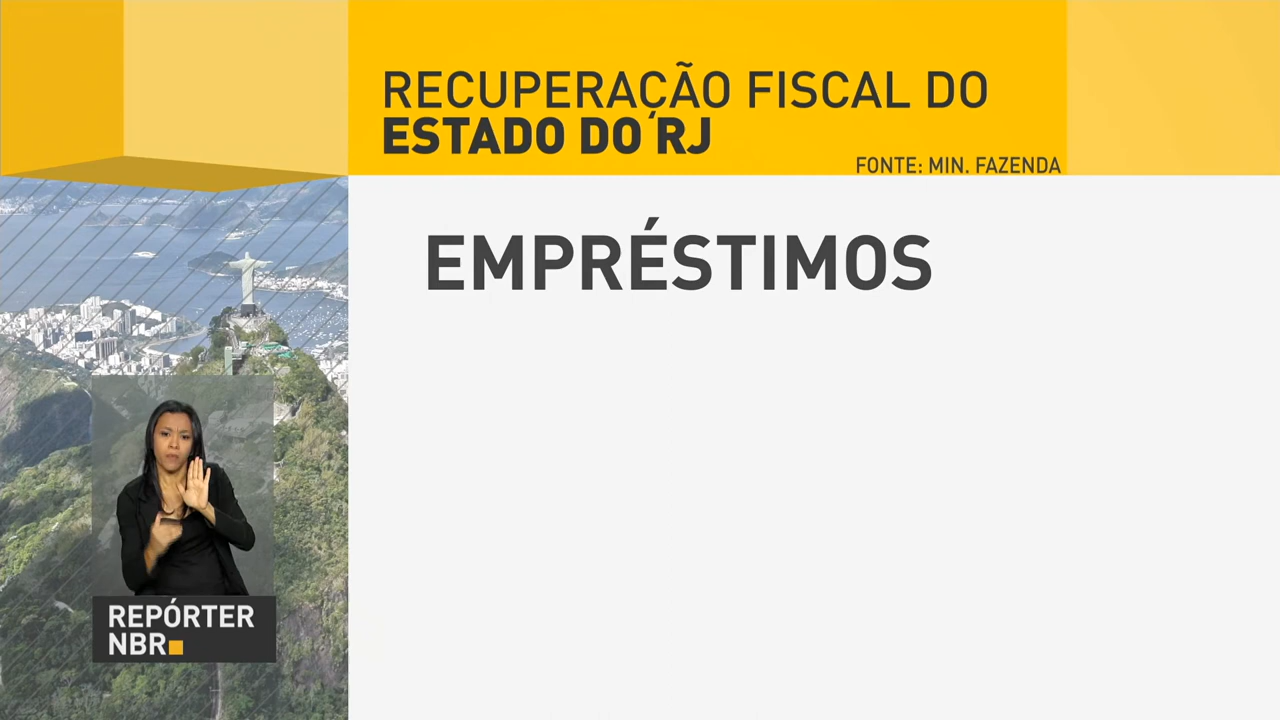 RECUPERAÇÃO FISCAL DO
ESTADO DO RJ
FONTE: MIN. FAZENDA
EMPRÉSTIMOS
REPÓRTER
NBR